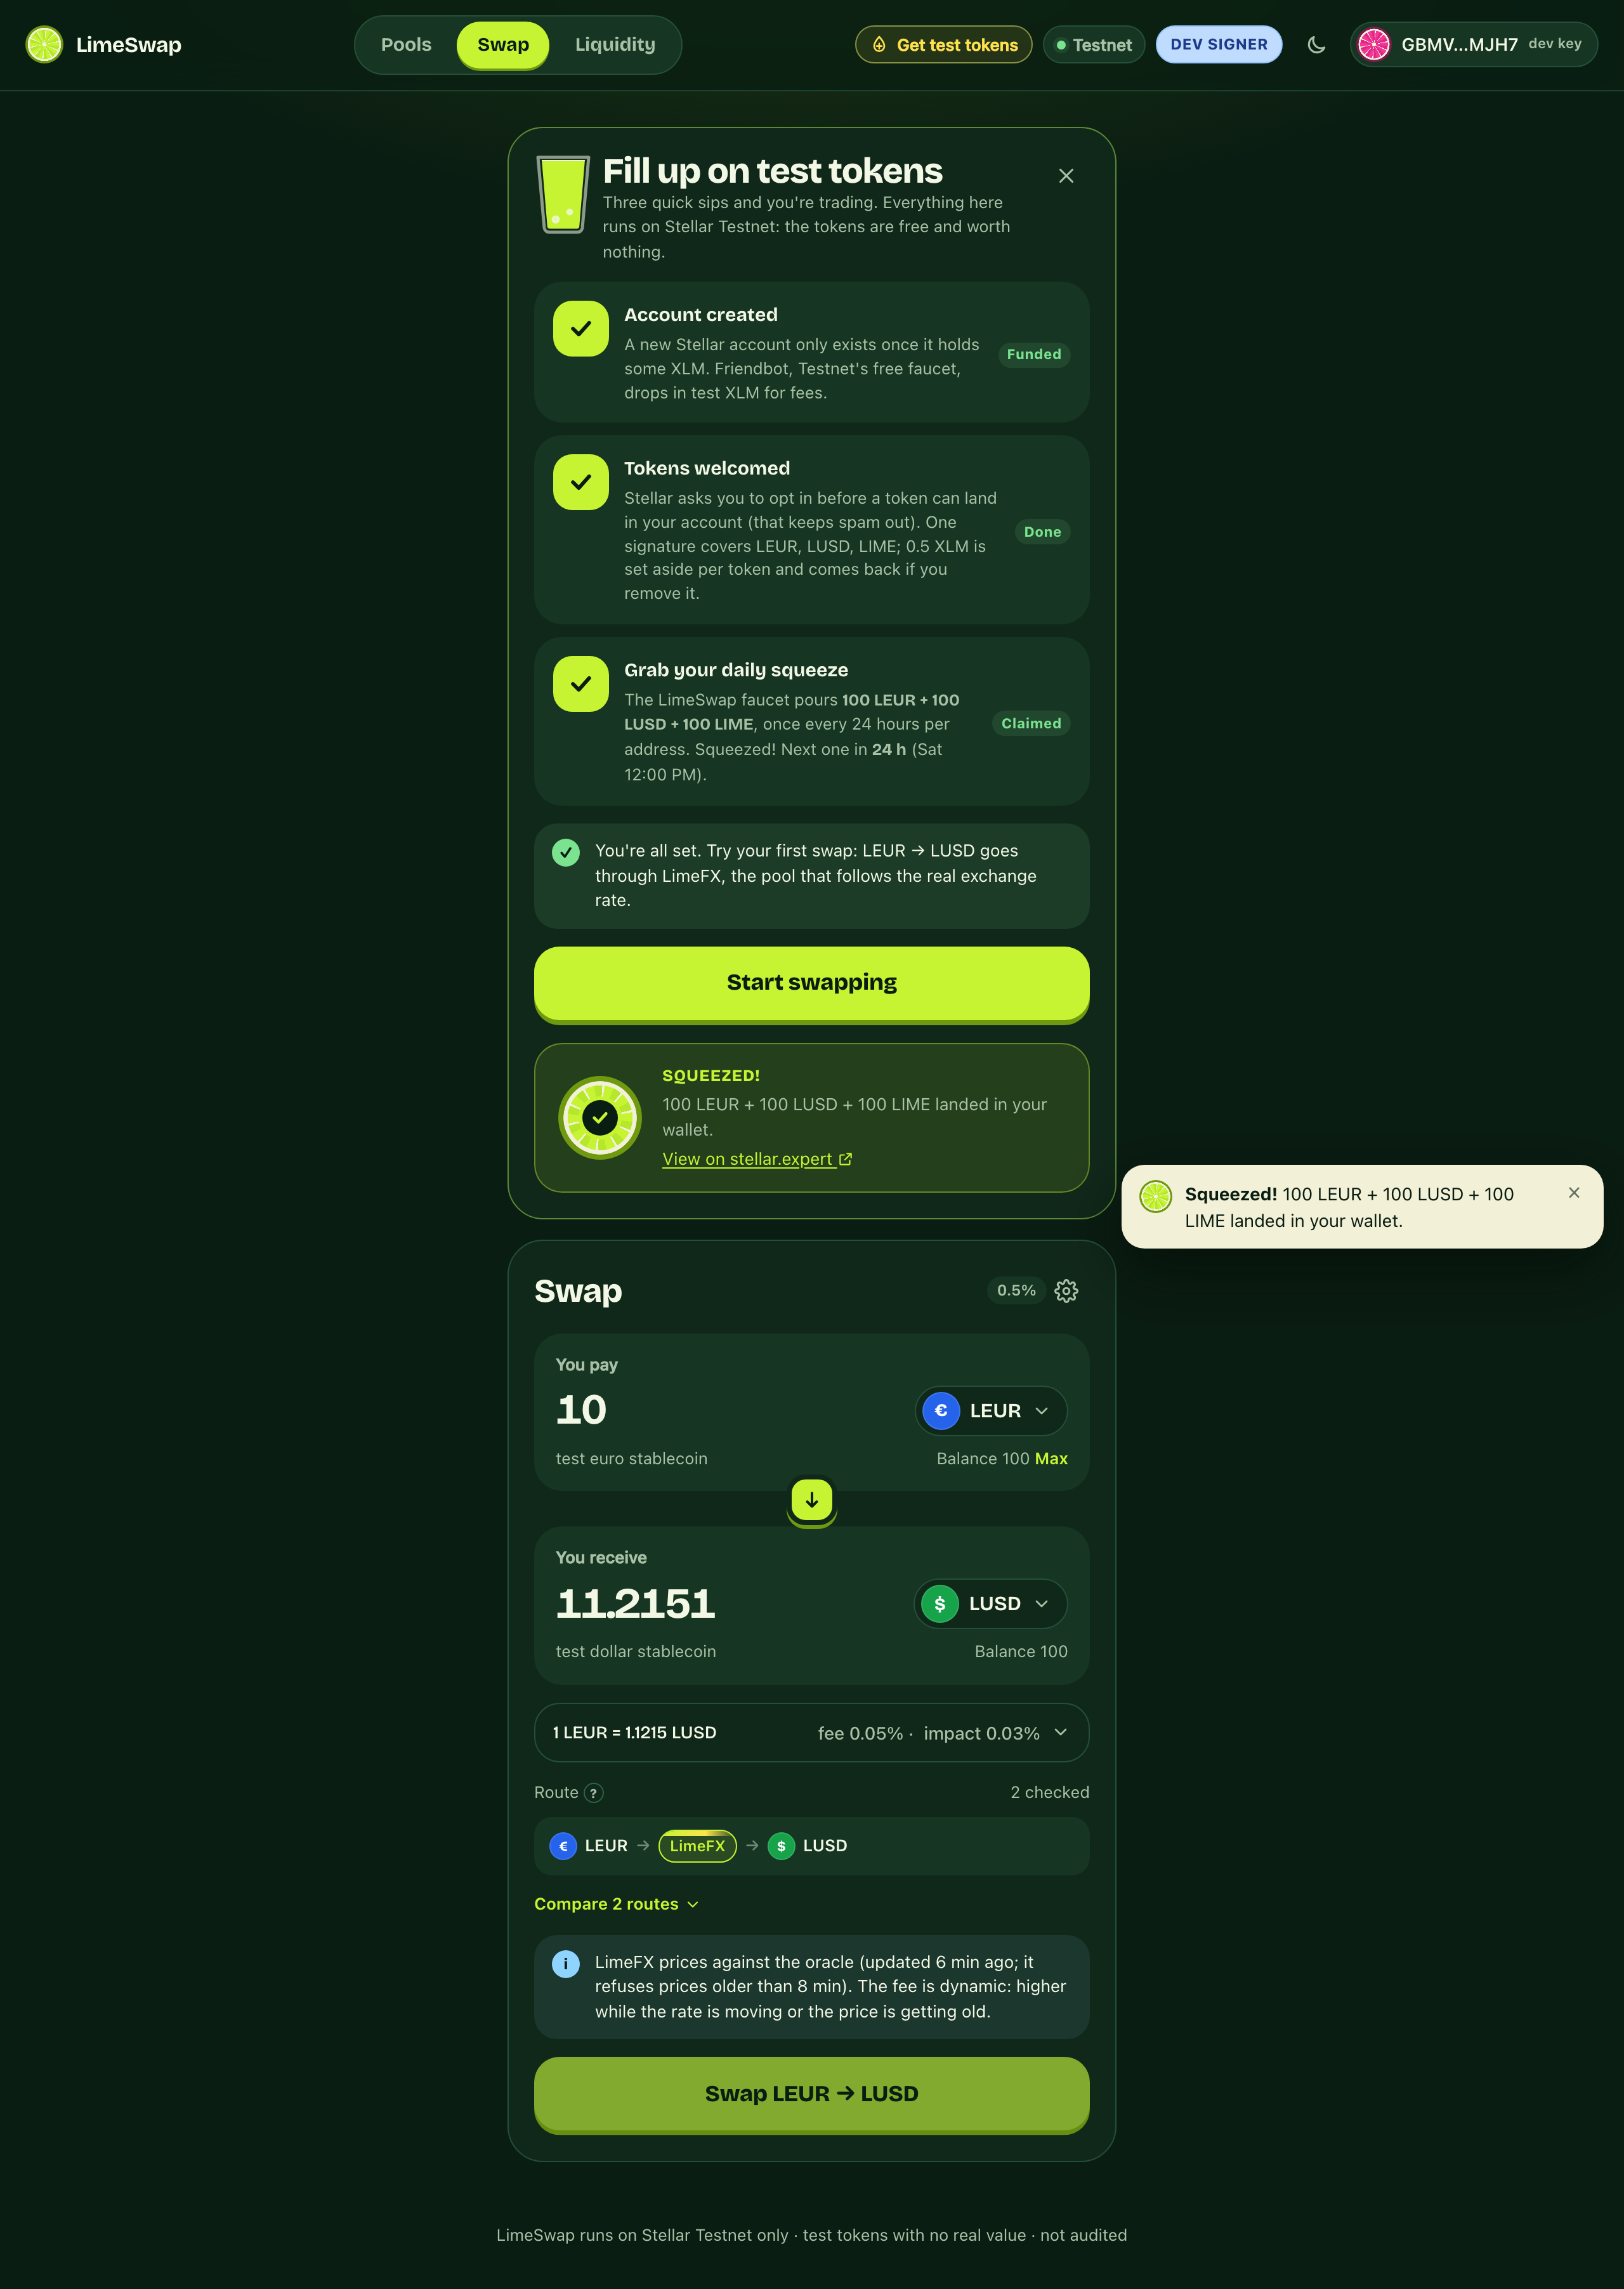 LimeSwap
Pools
Swap
Liquidity
Get test tokens
Testnet
DEV SIGNER
GBMV...MJH7 dev key
Fill up on test tokens
Three quick sips and you're trading. Everything here
runs on Stellar Testnet: the tokens are free and worth
nothing.
Account created
A new Stellar account only exists once it holds
some XLM. Friendbot, Testnet's free faucet,
drops in test XLM for fees.
Funded
Tokens welcomed
Stellar asks you to opt in before a token can land
in your account (that keeps spam out). One
signature covers LEUR, LUSD, LIME; 0.5 XLM is
set aside per token and comes back if you
remove it.
Done
Grab your daily squeeze
The LimeSwap faucet pours 100 LEUR + 100
LUSD + 100 LIME, once every 24 hours per
address. Squeezed! Next one in 24 h (Sat
12:00 PM).
Claimed
You're all set. Try your first swap: LEUR → LUSD goes
through LimeFX, the pool that follows the real exchange
rate.
Start swapping
SQUEEZED!
100 LEUR + 100 LUSD + 100 LIME landed in your
wallet.
View on stellar.expert
Squeezed! 100 LEUR + 100 LUSD + 100
LIME landed in your wallet.
Swap
0.5%
You pay
10
€ LEUR
test euro stablecoin
Balance 100 Max
You receive
11.2151
$ LUSD
test dollar stablecoin
Balance 100
1 LEUR = 1.1215 LUSD
fee 0.05% · impact 0.03%
Route ?
2 checked
€ LEUR → LimeFX → $ LUSD
Compare 2 routes
i
LimeFX prices against the oracle (updated 6 min ago; it
refuses prices older than 8 min). The fee is dynamic: higher
while the rate is moving or the price is getting old.
Swap LEUR → LUSD
LimeSwap runs on Stellar Testnet only · test tokens with no real value · not audited